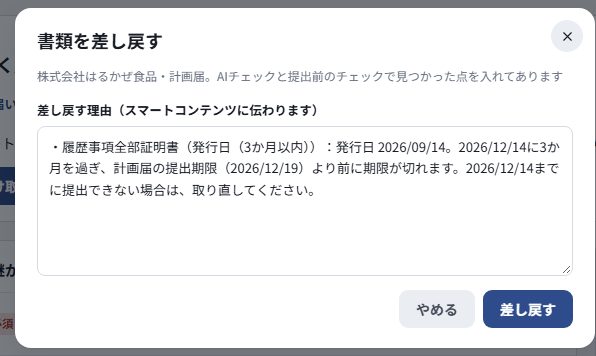 書類を差し戻す
×
株式会社はるかぜ食品・計画届。AIチェックと提出前のチェックで見つかった点を入れてあります
差し戻す理由（スマートコンテンツに伝わります）
・履歴事項全部証明書（発行日（3か月以内））：発行日 2026/09/14。2026/12/14に3か
月を過ぎ、計画届の提出期限（2026/12/19）より前に期限が切れます。2026/12/14まで
に提出できない場合は、取り直してください。
やめる
差し戻す